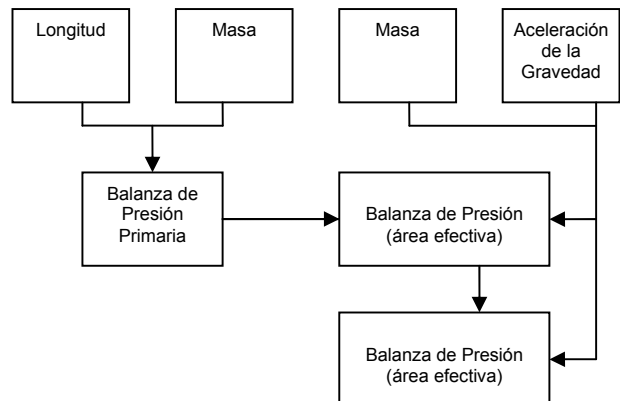 Longitud
Masa
Masa
Aceleración
de la
Gravedad
Balanza de
Presión
Primaria
Balanza de Presión
(área efectiva)
Balanza de Presión
(área efectiva)